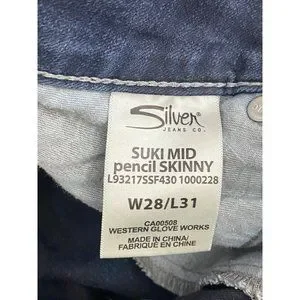 Silver®
JEANS CO.
SUKI MID
pencil SKINNY
L93217SSF430 1000228
W28/L31
CA00508
WESTERN GLOVE WORKS
MADE IN CHINA/
FABRIQUÉ EN CHINE